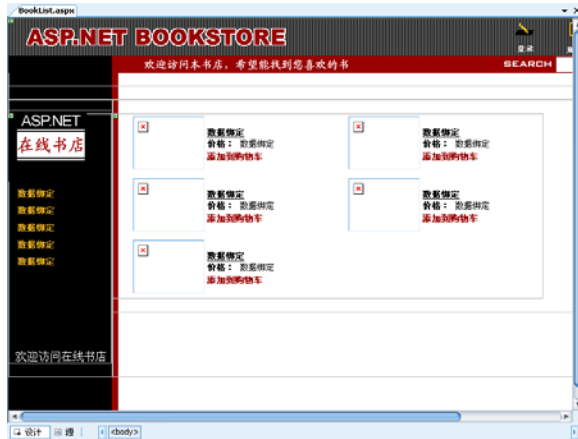 BookList.aspx
ASP.NET BOOKSTORE
登录
欢迎访问本书店，希望能找到您喜欢的书
SEARCH
ASP.NET
在线书店
数据绑定
数据绑定
数据绑定
数据绑定
数据绑定
欢迎访问在线书店
数据绑定
价格： 数据绑定
添加到购物车
数据绑定
价格： 数据绑定
添加到购物车
数据绑定
价格： 数据绑定
添加到购物车
数据绑定
价格： 数据绑定
添加到购物车
数据绑定
价格： 数据绑定
添加到购物车
设计
<body>